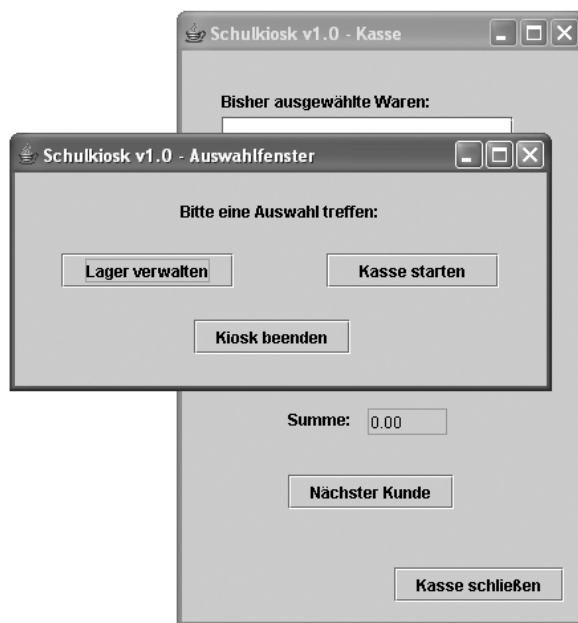 Schulkiosk v1.0 - Kasse
Bisher ausgewählte Waren:
Schulkiosk v1.0 - Auswahlfenster
Bitte eine Auswahl treffen:
Lager verwalten
Kasse starten
Kiosk beenden
Summe: 0.00
Nächster Kunde
Kasse schließen